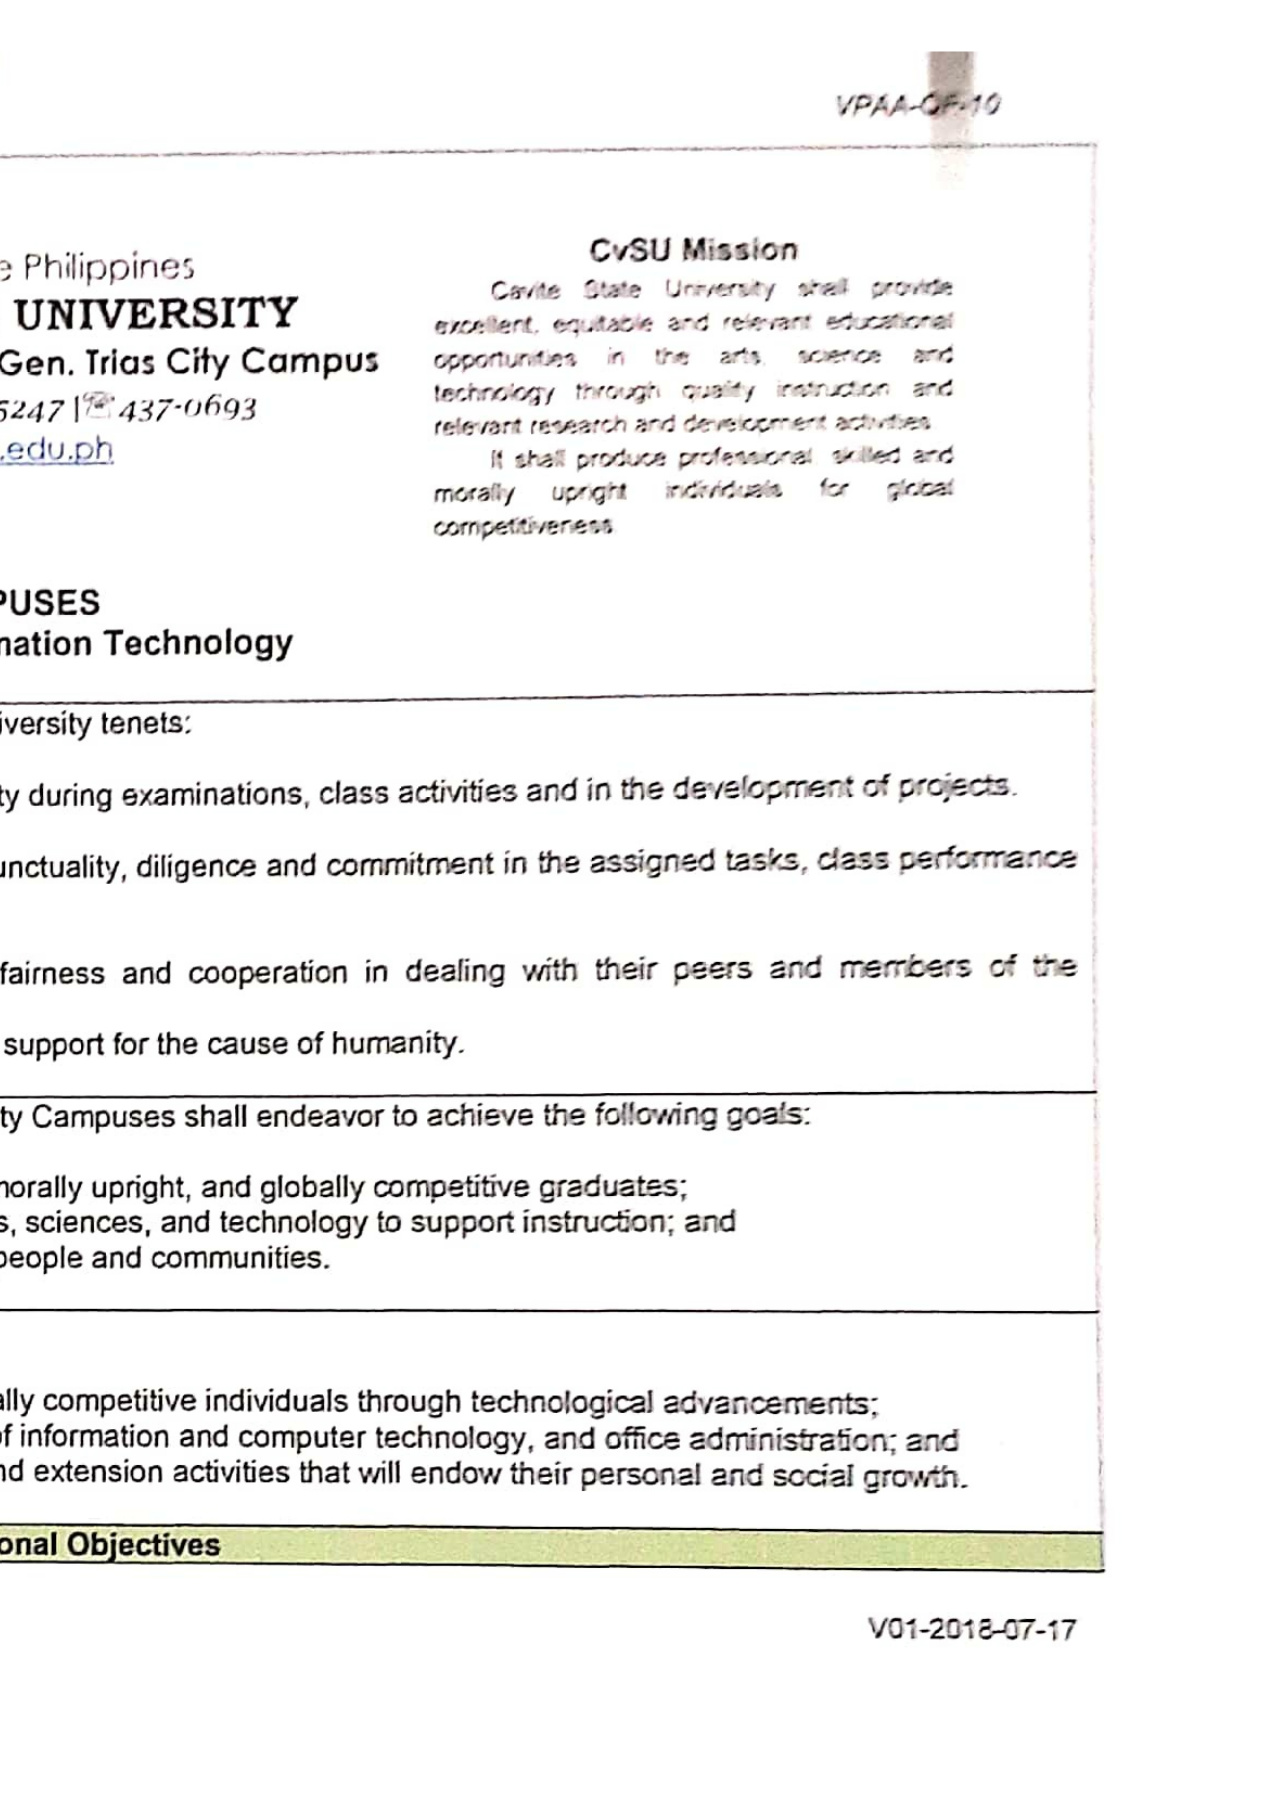 VPAA-QF-10
e Philippines
UNIVERSITY
Gen. Trias City Campus
5247 |☏ 437-0693
.edu.ph
CvSU Mission
Cavite State University shall provide
excellent, equitable and relevant educational
opportunities in the arts, science and
technology through quality instruction and
relevant research and development activities.
It shall produce professional, skilled and
morally upright individuals for global
competitiveness.
PUSES
nation Technology
iversity tenets:
ty during examinations, class activities and in the development of projects.
unctuality, diligence and commitment in the assigned tasks, class performance
fairness and cooperation in dealing with their peers and members of the
support for the cause of humanity.
ty Campuses shall endeavor to achieve the following goals:
norally upright, and globally competitive graduates;
s, sciences, and technology to support instruction; and
people and communities.
ally competitive individuals through technological advancements;
of information and computer technology, and office administration; and
nd extension activities that will endow their personal and social growth.
onal Objectives
V01-2018-07-17